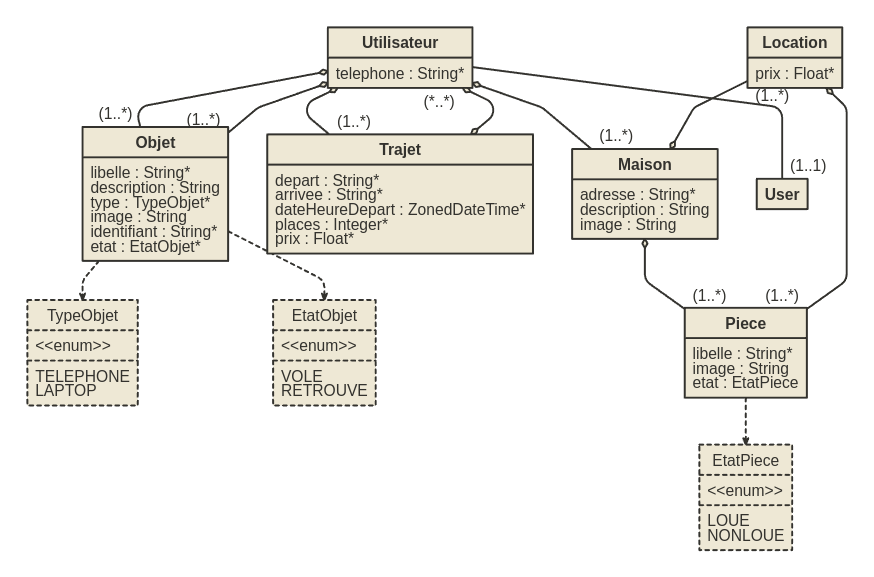 Utilisateur
telephone : String*
Location
prix : Float*
(1..*)
(1..*)
(*..*)
(1..*)
(1..*)
(1..*)
(1..1)
Objet
libelle : String*
description : String
type : TypeObjet*
image : String
identifiant : String*
etat : EtatObjet*
Trajet
depart : String*
arrivee : String*
dateHeureDepart : ZonedDateTime*
places : Integer*
prix : Float*
Maison
adresse : String*
description : String
image : String
User
(1..*)
(1..*)
TypeObjet
<<enum>>
TELEPHONE
LAPTOP
EtatObjet
<<enum>>
VOLE
RETROUVE
Piece
libelle : String*
image : String
etat : EtatPiece
EtatPiece
<<enum>>
LOUE
NONLOUE